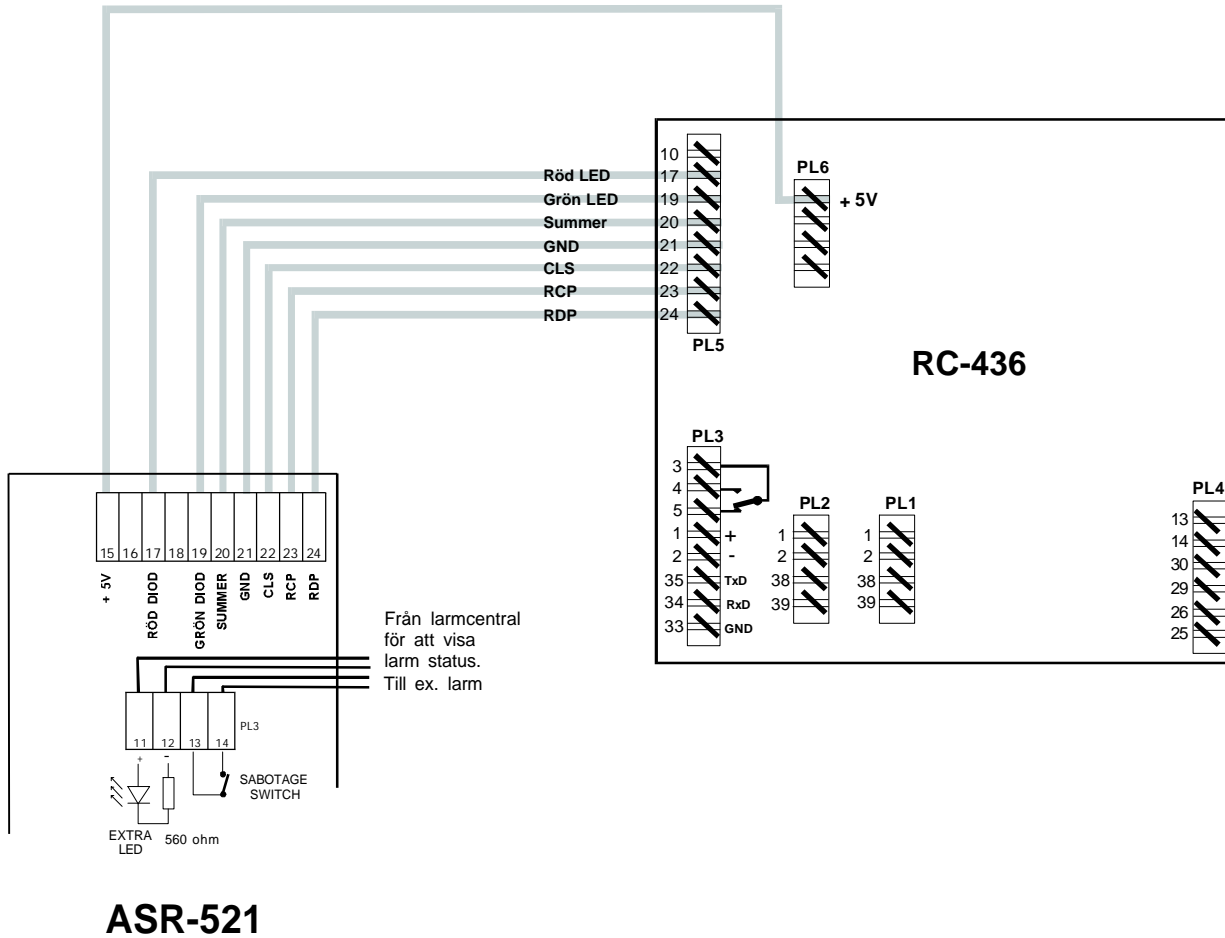 10
Röd LED 17
Grön LED 19
Summer 20
GND 21
CLS 22
RCP 23
RDP 24
PL5
PL6
+ 5V
RC-436
PL3
3
4
5
1 +
2 -
35 TxD
34 RxD
33 GND
PL2
1
2
38
39
PL1
1
2
38
39
PL4
13
14
30
29
26
25
15 16 17 18 19 20 21 22 23 24
+ 5V
RÖD DIOD
GRÖN DIOD
SUMMER
GND
CLS
RCP
RDP
Från larmcentral
för att visa
larm status.
Till ex. larm
PL3
11 12 13 14
+ -
SABOTAGE
SWITCH
EXTRA
LED
560 ohm
ASR-521